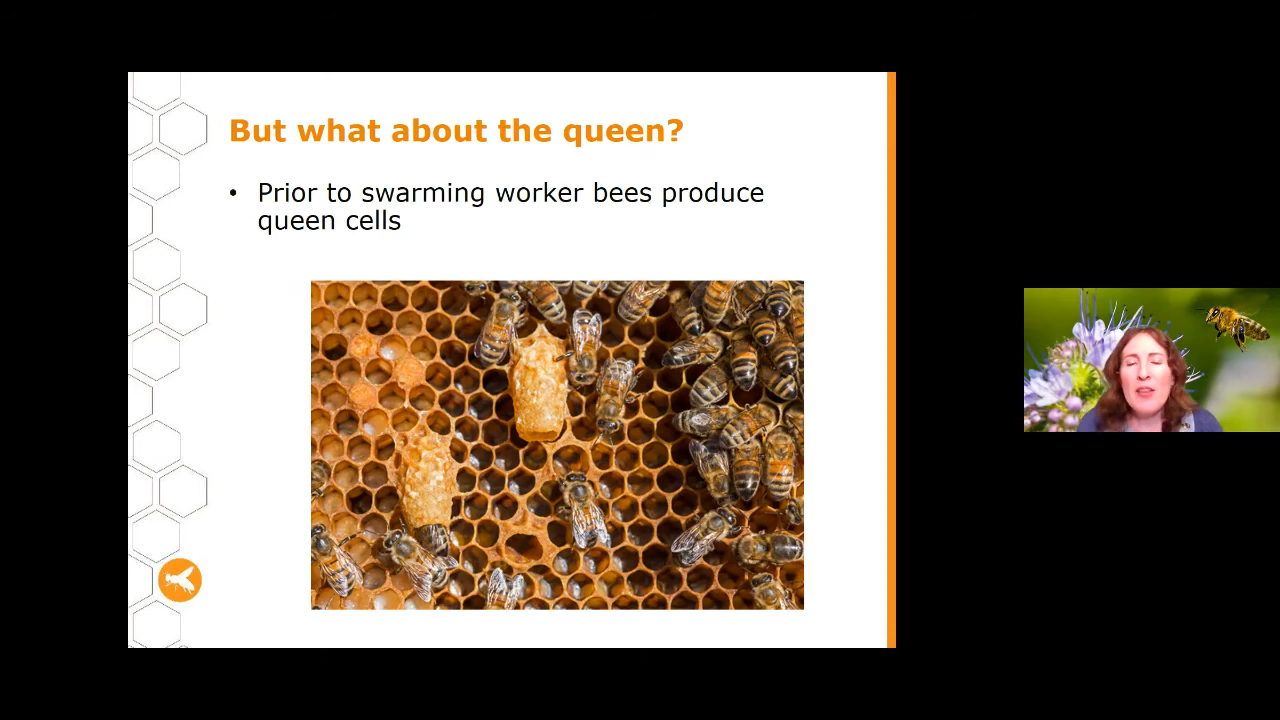 But what about the queen?
• Prior to swarming worker bees produce
queen cells